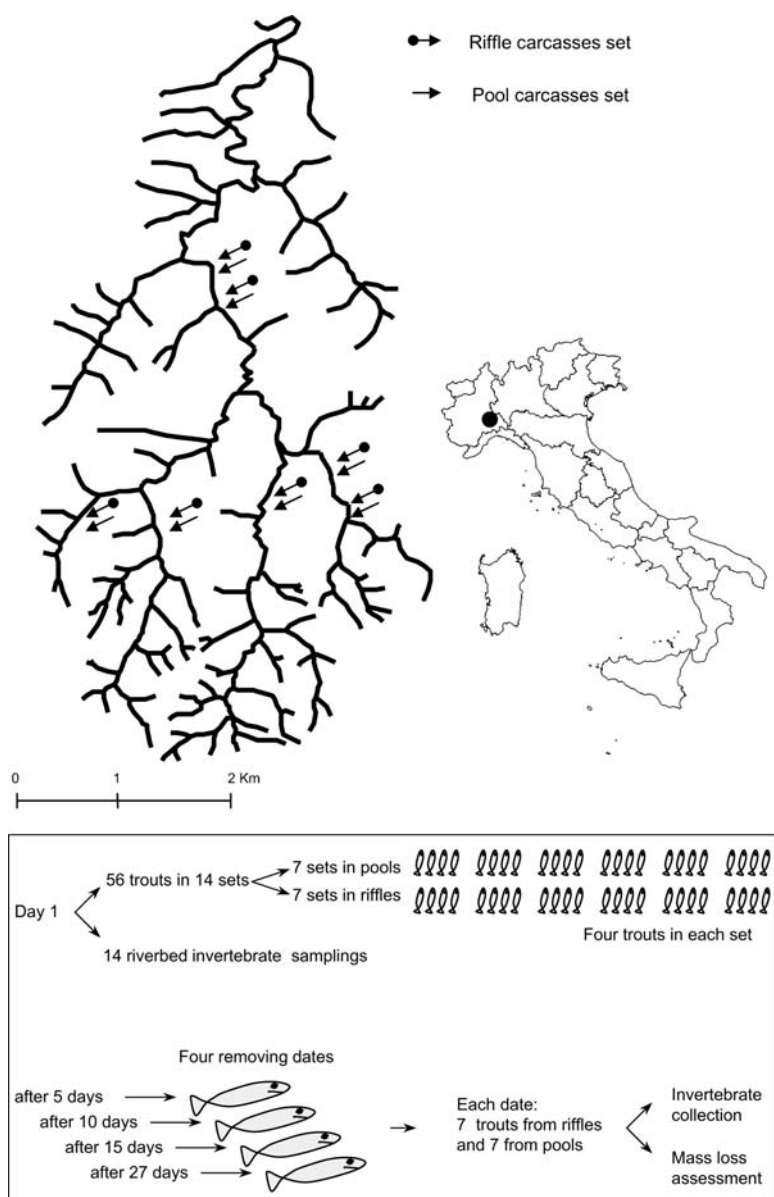 Riffle carcasses set
Pool carcasses set
0 1 2 Km
Day 1
56 trouts in 14 sets
7 sets in pools
7 sets in riffles
Four trouts in each set
14 riverbed invertebrate samplings
Four removing dates
after 5 days
after 10 days
after 15 days
after 27 days
Each date:
7 trouts from riffles
and 7 from pools
Invertebrate
collection
Mass loss
assessment